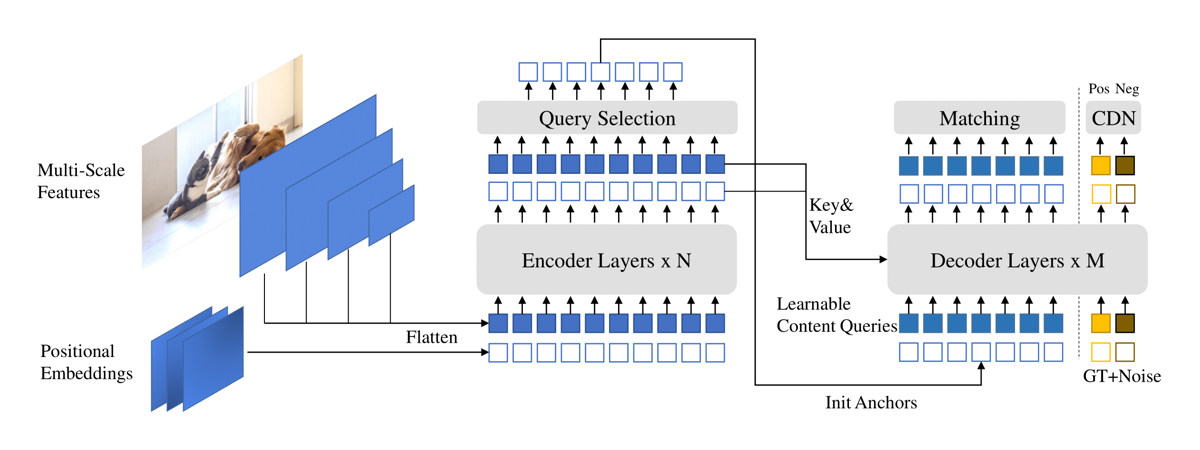 Multi-Scale
Features
Positional
Embeddings
Flatten
Query Selection
Encoder Layers x N
Key&
Value
Learnable
Content Queries
Init Anchors
Matching
Pos Neg
CDN
Decoder Layers x M
GT+Noise